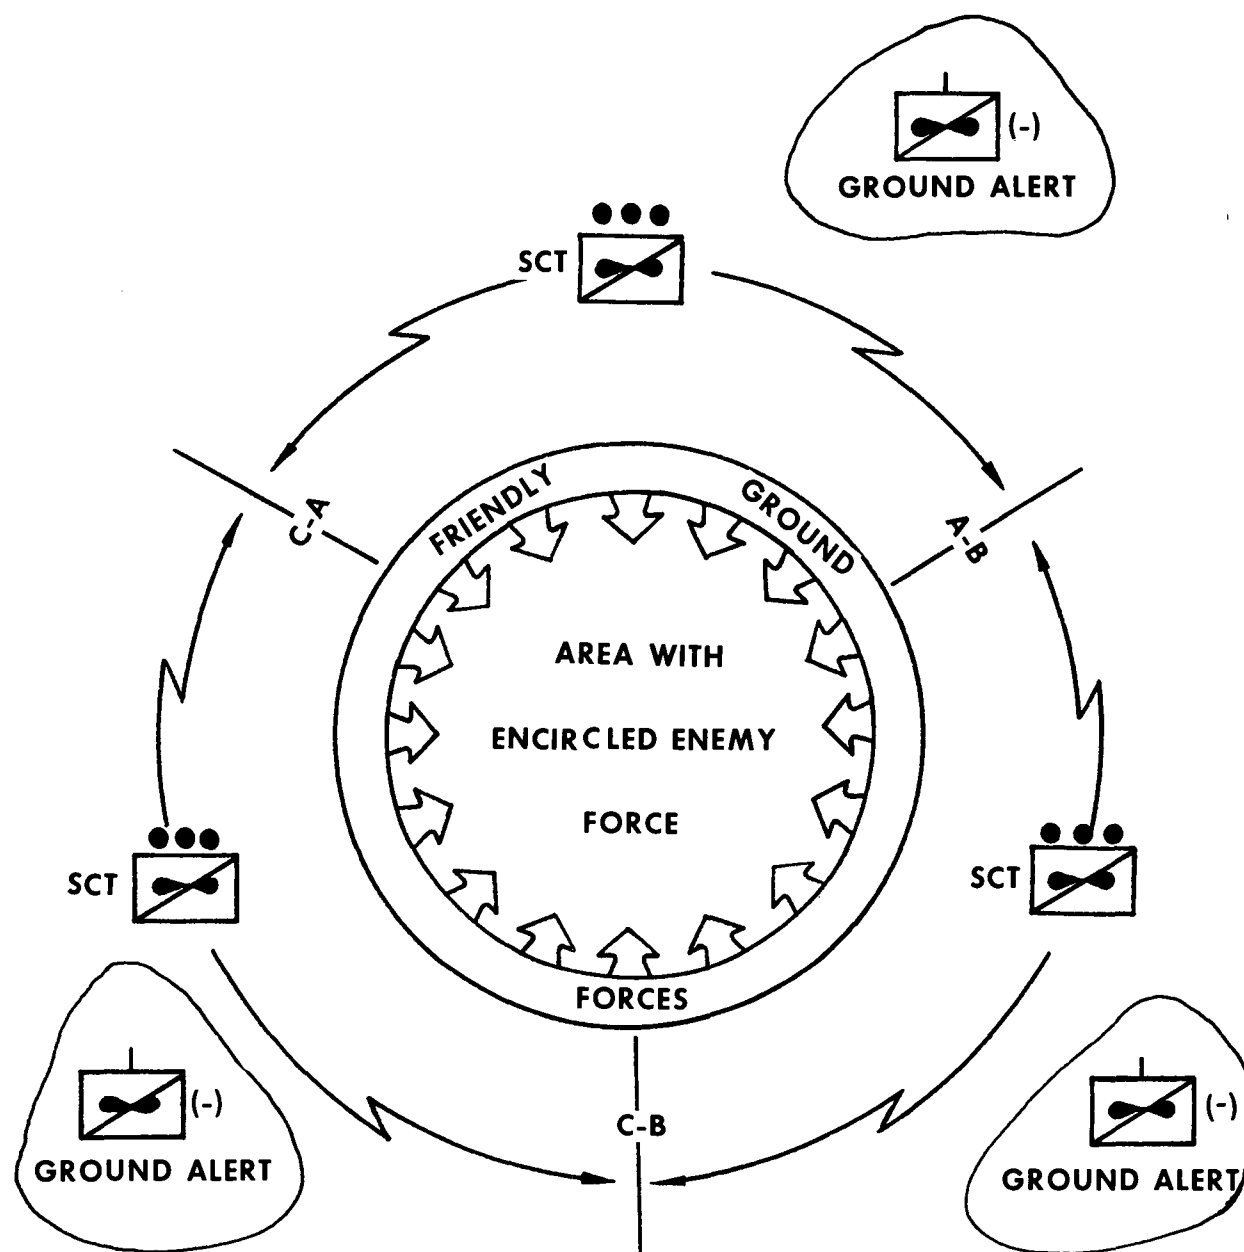 (-)
GROUND ALERT
SCT
C-A
FRIENDLY
GROUND
A-B
AREA WITH
ENCIRCLED ENEMY
FORCE
SCT
SCT
FORCES
(-)
GROUND ALERT
C-B
(-)
GROUND ALERT